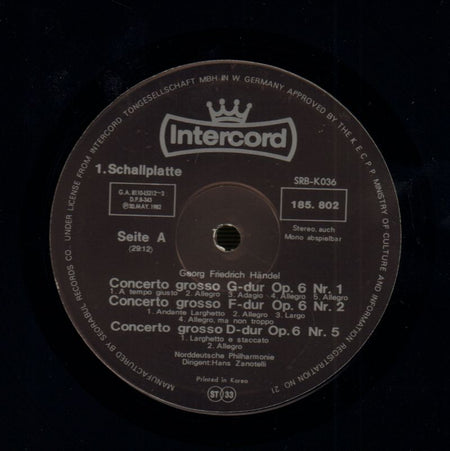 MANUFACTURED BY SEORABUL RECORDS CO. UNDER LICENSE FROM INTERCORD TONGESELLSCHAFT MBH IN W GERMANY APPROVED BY THE A.K.E.C.P.P. MINISTRY OF CULTURE AND INFORMATION REGISTRATION NO. 21
Intercord
1.Schallplatte
SRB-K036
185.802
Stereo, auch
Mono abspielbar
Seite A
(29:12)
Georg Friedrich Händel
Concerto grosso G-dur Op.6 Nr. 1
1. A tempo giusto 2. Allegro 3. Adagio 4. Allegro 5. Allegro
Concerto grosso F-dur Op.6 Nr. 2
1. Andante Larghetto 2. Allegro 3. Largo
4. Allegro, ma non troppo
Concerto grosso D-dur Op.6 Nr. 5
1. Larghetto e staccato
2. Allegro
Norddeutsche Philharmonie
Dirigent:Hans Zanotelli
Printed in Korea
ST 33